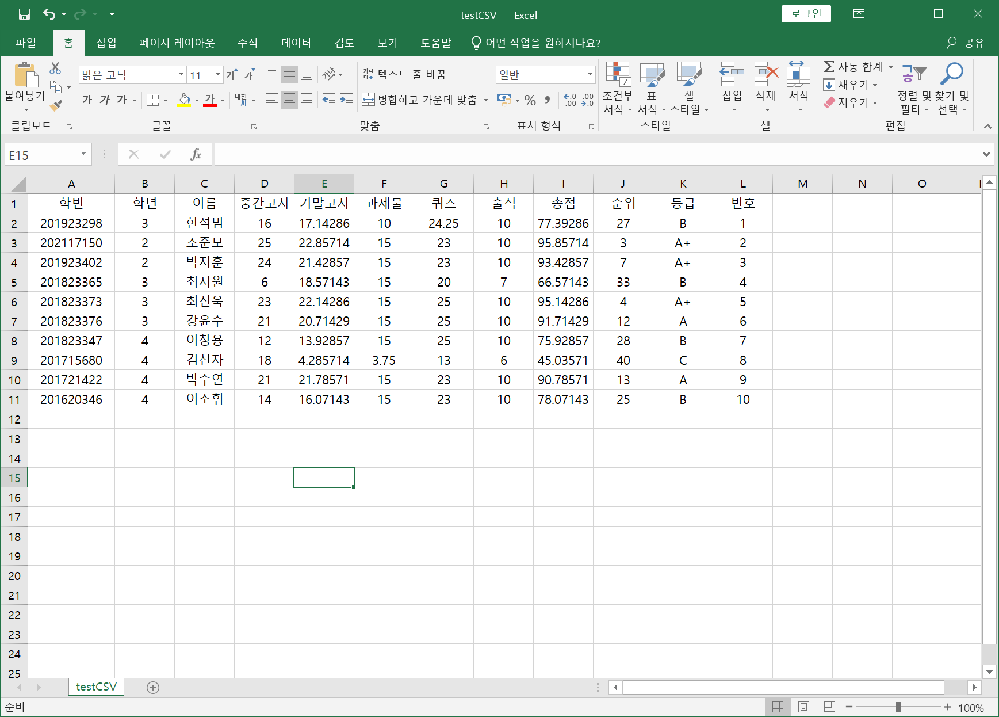 testCSV - Excel
로그인
파일 홈 삽입 페이지 레이아웃 수식 데이터 검토 보기 도움말 어떤 작업을 원하시나요? 공유
붙여넣기
클립보드
맑은 고딕 11 가 가
가 가 가 가 내천
글꼴
텍스트 줄 바꿈
병합하고 가운데 맞춤
맞춤
일반
% , .00 .00
표시 형식
조건부 서식
표 서식
셀 스타일
스타일
삽입 삭제 서식
셀
자동 합계
채우기
지우기
정렬 및 필터
찾기 및 선택
편집
E15 fx
A B C D E F G H I J K L M N O
1 학번 학년 이름 중간고사 기말고사 과제물 퀴즈 출석 총점 순위 등급 번호
2 201923298 3 한석범 16 17.14286 10 24.25 10 77.39286 27 B 1
3 202117150 2 조준모 25 22.85714 15 23 10 95.85714 3 A+ 2
4 201923402 2 박지훈 24 21.42857 15 23 10 93.42857 7 A+ 3
5 201823365 3 최지원 6 18.57143 15 20 7 66.57143 33 B 4
6 201823373 3 최진욱 23 22.14286 15 25 10 95.14286 4 A+ 5
7 201823376 3 강윤수 21 20.71429 15 25 10 91.71429 12 A 6
8 201823347 4 이창용 12 13.92857 15 25 10 75.92857 28 B 7
9 201715680 4 김신자 18 4.285714 3.75 13 6 45.03571 40 C 8
10 201721422 4 박수연 21 21.78571 15 23 10 90.78571 13 A 9
11 201620346 4 이소휘 14 16.07143 15 23 10 78.07143 25 B 10
12
13
14
15
16
17
18
19
20
21
22
23
24
25
testCSV
준비 100%